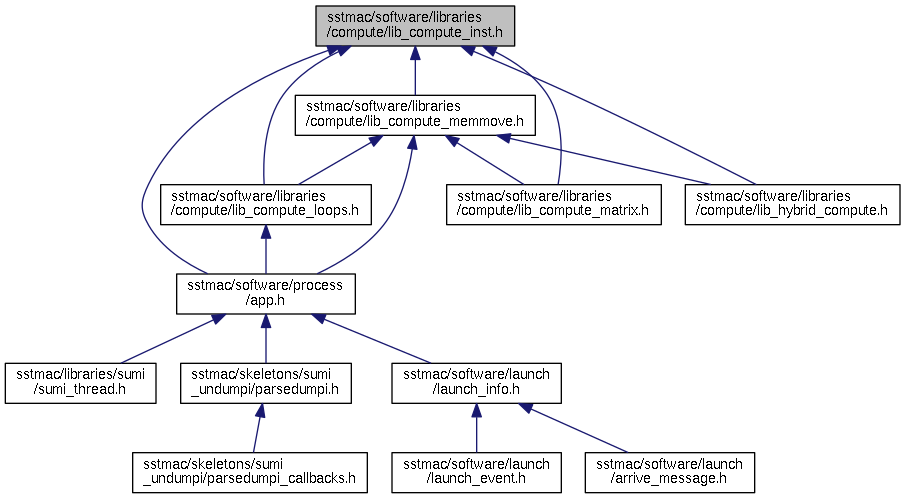 sstmac/software/libraries
/compute/lib_compute_inst.h
sstmac/software/libraries
/compute/lib_compute_memmove.h
sstmac/software/libraries
/compute/lib_compute_loops.h
sstmac/software/libraries
/compute/lib_compute_matrix.h
sstmac/software/libraries
/compute/lib_hybrid_compute.h
sstmac/software/process
/app.h
sstmac/libraries/sumi
/sumi_thread.h
sstmac/skeletons/sumi
_undumpi/parsedumpi.h
sstmac/software/launch
/launch_info.h
sstmac/skeletons/sumi
_undumpi/parsedumpi_callbacks.h
sstmac/software/launch
/launch_event.h
sstmac/software/launch
/arrive_message.h